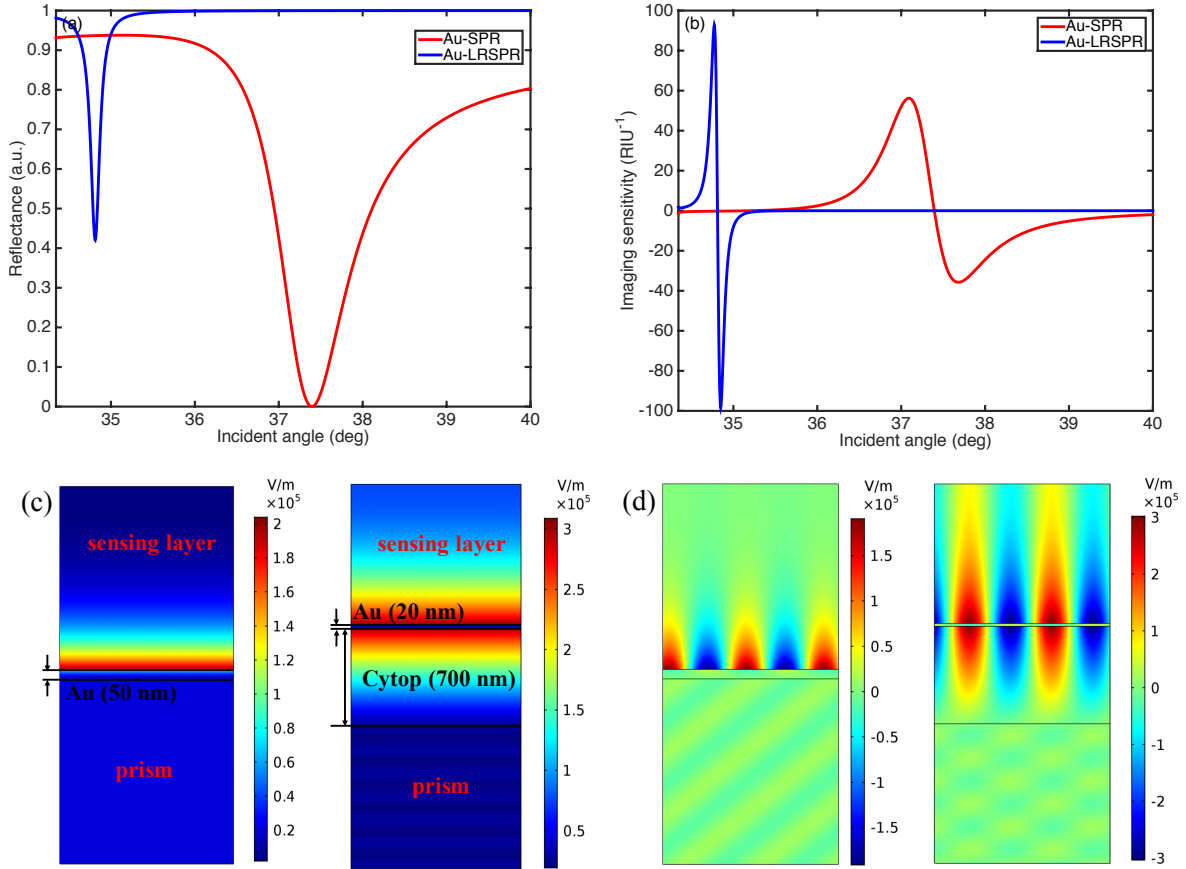 (a)
Au-SPR
Au-LRSPR
1
0.9
0.8
0.7
0.6
0.5
0.4
0.3
0.2
0.1
0
Reflectance (a.u.)
35 36 37 38 39 40
Incident angle (deg)
(b)
Au-SPR
Au-LRSPR
100
80
60
40
20
0
-20
-40
-60
-80
-100
Imaging sensitivity (RIU⁻¹)
35 36 37 38 39 40
Incident angle (deg)
(c)
sensing layer
Au (50 nm)
prism
V/m
×10⁵
2
1.8
1.6
1.4
1.2
1
0.8
0.6
0.4
0.2
sensing layer
Au (20 nm)
Cytop (700 nm)
prism
V/m
×10⁵
3
2.5
2
1.5
1
0.5
(d)
V/m
×10⁵
1.5
1
0.5
0
-0.5
-1
-1.5
V/m
×10⁵
3
2
1
0
-1
-2
-3